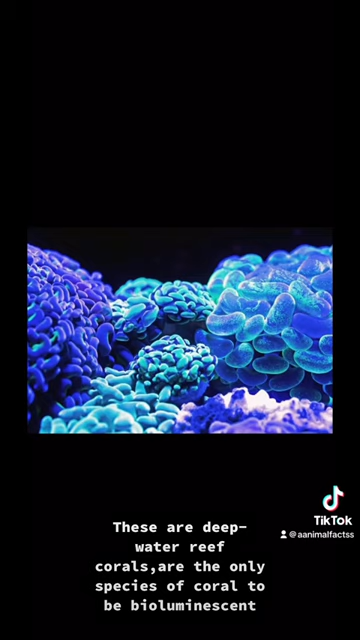 TikTok
@aanimalfactss
These are deep-
water reef
corals,are the only
species of coral to
be bioluminescent